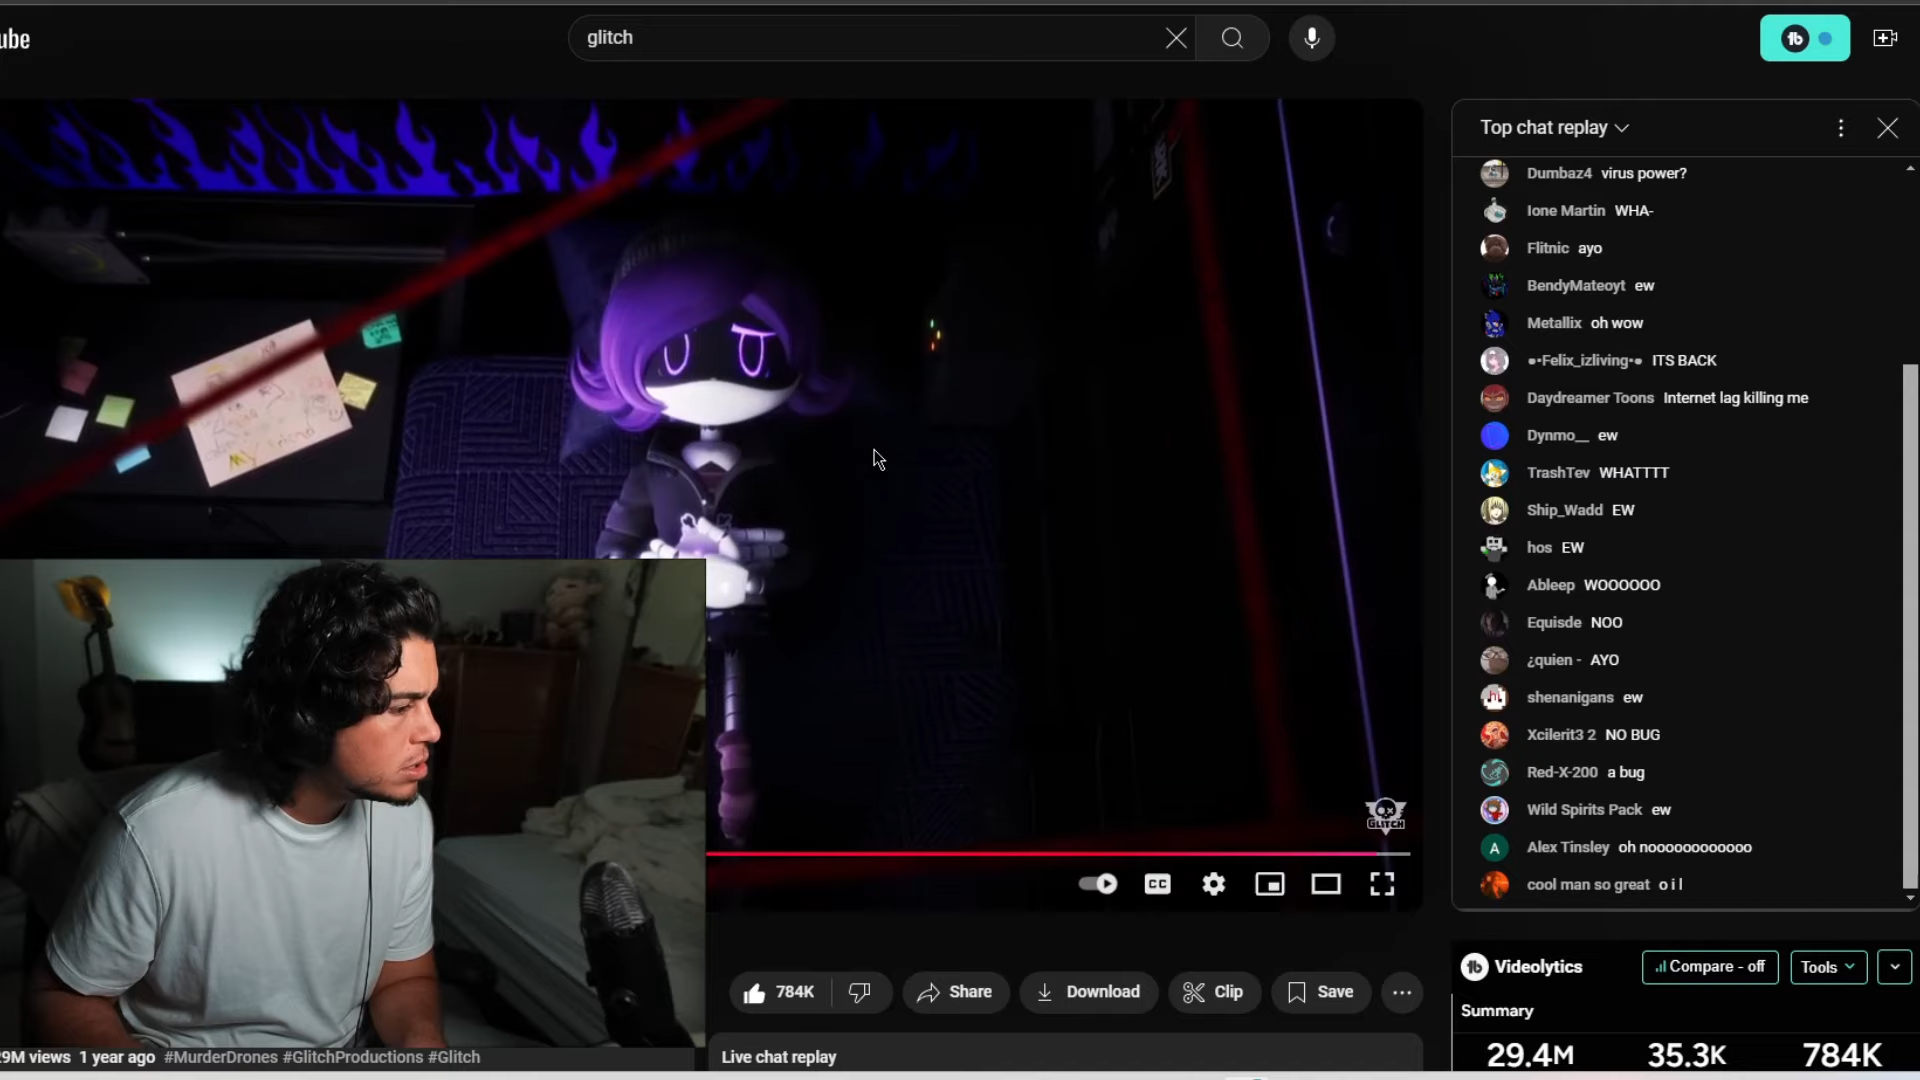 ube
glitch
Top chat replay
Dumbaz4 virus power?
Ione Martin WHA-
Flitnic ayo
BendyMateoyt ew
Metallix oh wow
●•Felix_izliving•● ITS BACK
Daydreamer Toons Internet lag killing me
Dynmo__ ew
TrashTev WHATTTT
Ship_Wadd EW
hos EW
Ableep WOOOOOO
Equisde NOO
¿quien - AYO
shenanigans ew
Xcilerit3 2 NO BUG
Red-X-200 a bug
Wild Spirits Pack ew
A Alex Tinsley oh noooooooooooo
cool man so great o i l
MY
GLITCH
CC
784K
Share
Download
Clip
Save
Videolytics
Compare - off
Tools
Summary
29.4M 35.3K 784K
29M views 1 year ago #MurderDrones #GlitchProductions #Glitch
Live chat replay